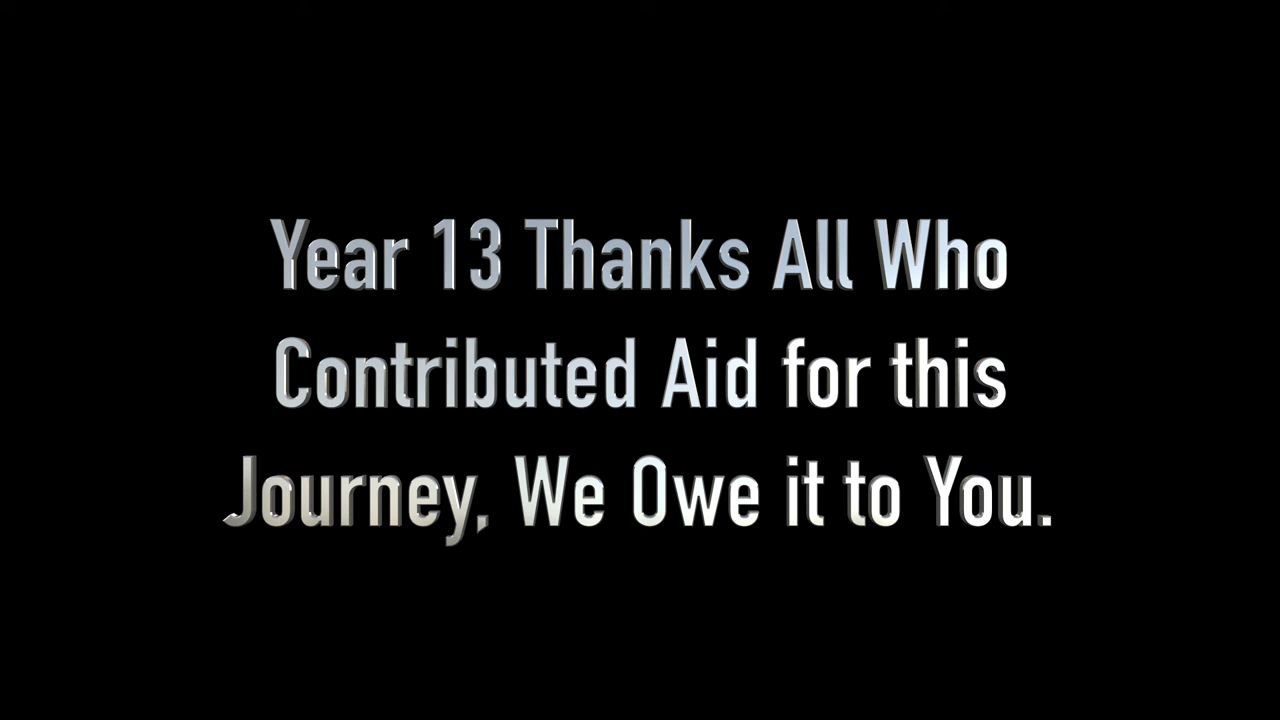 Year 13 Thanks All Who
Contributed Aid for this
Journey, We Owe it to You.